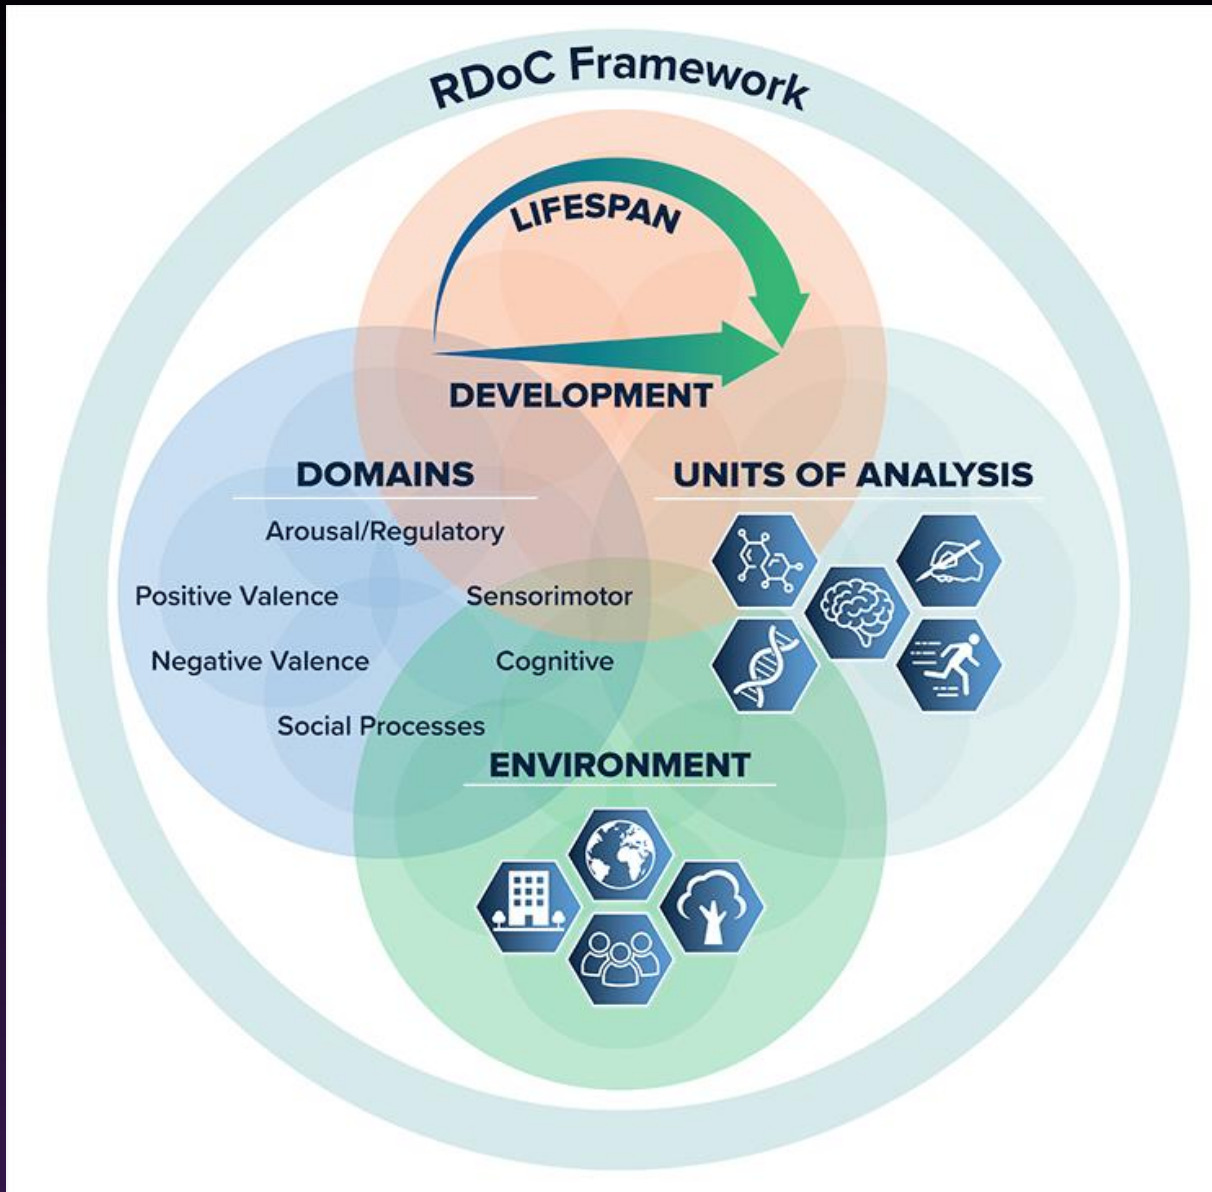 RDoC Framework
LIFESPAN
DEVELOPMENT
DOMAINS
Arousal/Regulatory
Positive Valence
Sensorimotor
Negative Valence
Cognitive
Social Processes
UNITS OF ANALYSIS
ENVIRONMENT